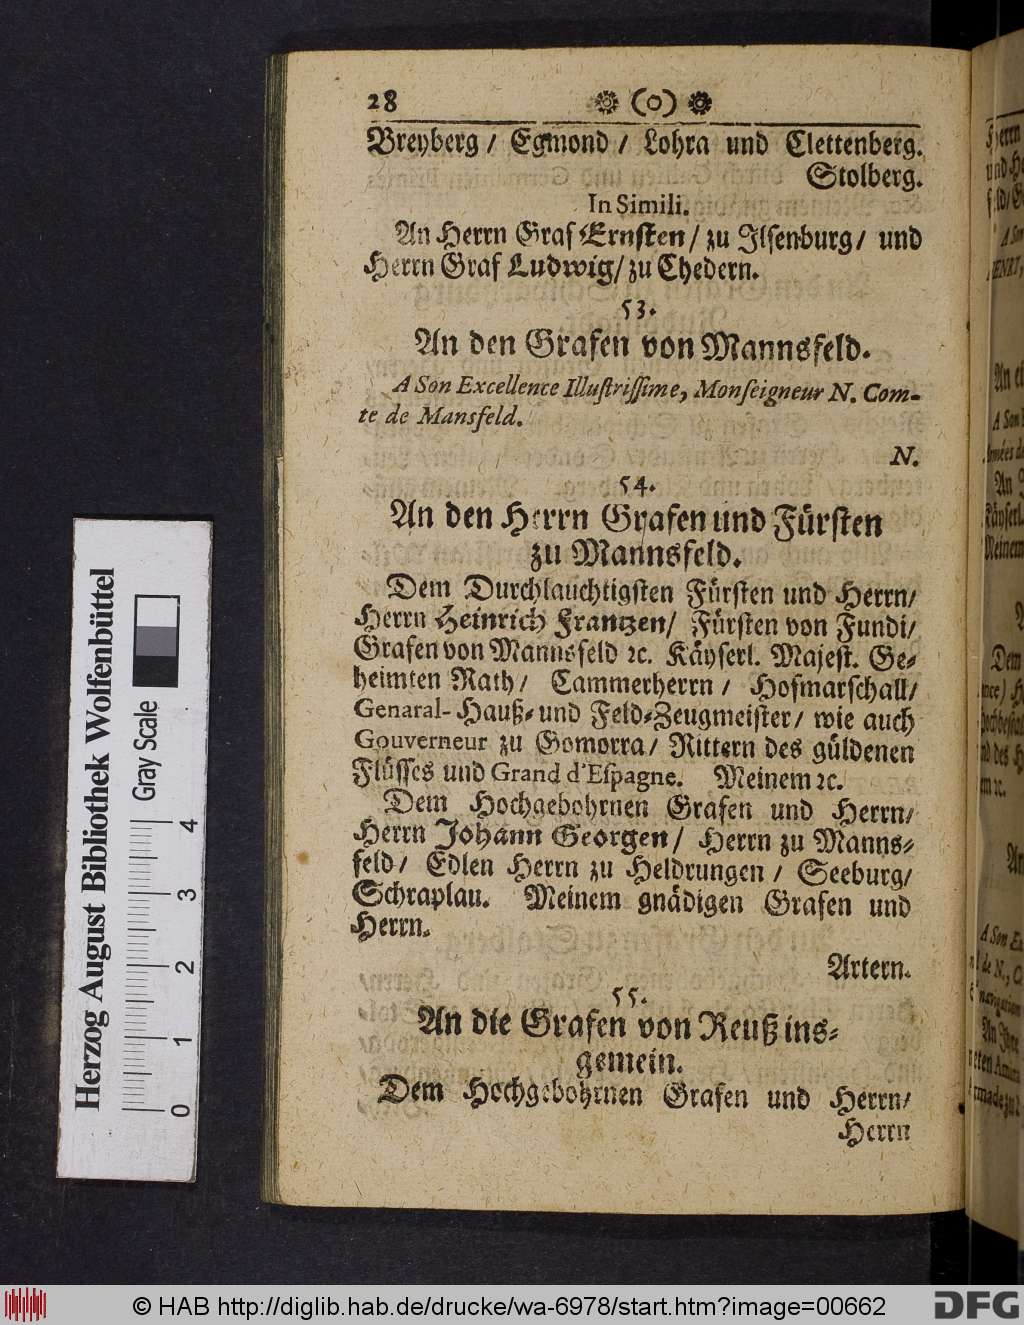 28 (o)
Breyberg / Egmond / Lohra und Clettenberg.
Stolberg.
In Simili.
An Herrn Graf Ernsten / zu Jlsenburg / und
Herrn Graf Ludwig / zu Chedern.
53.
An den Grafen von Mannsfeld.
A Son Excellence Illuſtriſſime, Monſeigneur N. Com-
te de Mansfeld.
N.
54.
An den Herrn Grafen und Fürsten
zu Mannsfeld.
Dem Durchlauchtigsten Fürsten und Herrn /
Herrn Heinrich Frantzen / Fürsten von Fundi /
Grafen von Mannsfeld ꝛc. Käyserl. Majest. Ge-
heimten Rath / Cammerherrn / Hofmarschall /
Genaral- Hauß- und Feld-Zeugmeister / wie auch
Gouverneur zu Gomorra / Rittern des güldenen
Flüsses und Grand d'Eſpagne. Meinem ꝛc.
Dem Hochgebohrnen Grafen und Herrn /
Herrn Johann Georgen / Herrn zu Manns-
feld / Edlen Herrn zu Heldrungen / Seeburg /
Schraplau. Meinem gnädigen Grafen und
Herrn.
Artern.
55.
An die Grafen von Reuß ins-
gemein.
Dem Hochgebohrnen Grafen und Herrn /
Herrn
Herzog August Bibliothek Wolfenbüttel
Gray Scale
0 1 2 3 4
© HAB http://diglib.hab.de/drucke/wa-6978/start.htm?image=00662
DFG